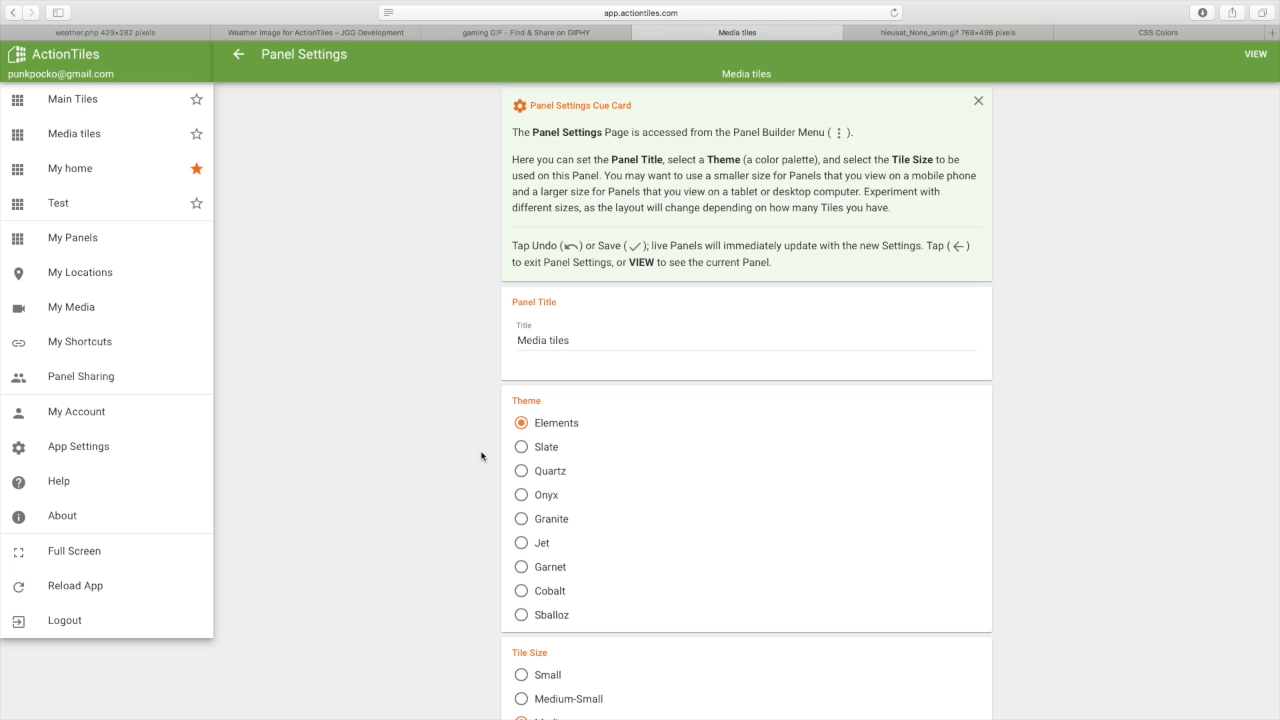 app.actiontiles.com
weather.php 429×282 pixels
Weather Image for ActionTiles – JGG Development
gaming GIF - Find & Share on GIPHY
Media tiles
hieusat_None_anim.gif 768×496 pixels
CSS Colors
ActionTiles
punkpocko@gmail.com
Panel Settings
VIEW
Media tiles
Main Tiles
Media tiles
My home
Test
My Panels
My Locations
My Media
My Shortcuts
Panel Sharing
My Account
App Settings
Help
About
Full Screen
Reload App
Logout
Panel Settings Cue Card
The Panel Settings Page is accessed from the Panel Builder Menu ( ⋮ ).
Here you can set the Panel Title, select a Theme (a color palette), and select the Tile Size to be
used on this Panel. You may want to use a smaller size for Panels that you view on a mobile phone
and a larger size for Panels that you view on a tablet or desktop computer. Experiment with
different sizes, as the layout will change depending on how many Tiles you have.
Tap Undo (↶) or Save (✓); live Panels will immediately update with the new Settings. Tap (←)
to exit Panel Settings, or VIEW to see the current Panel.
Panel Title
Title
Media tiles
Theme
Elements
Slate
Quartz
Onyx
Granite
Jet
Garnet
Cobalt
Sballoz
Tile Size
Small
Medium-Small